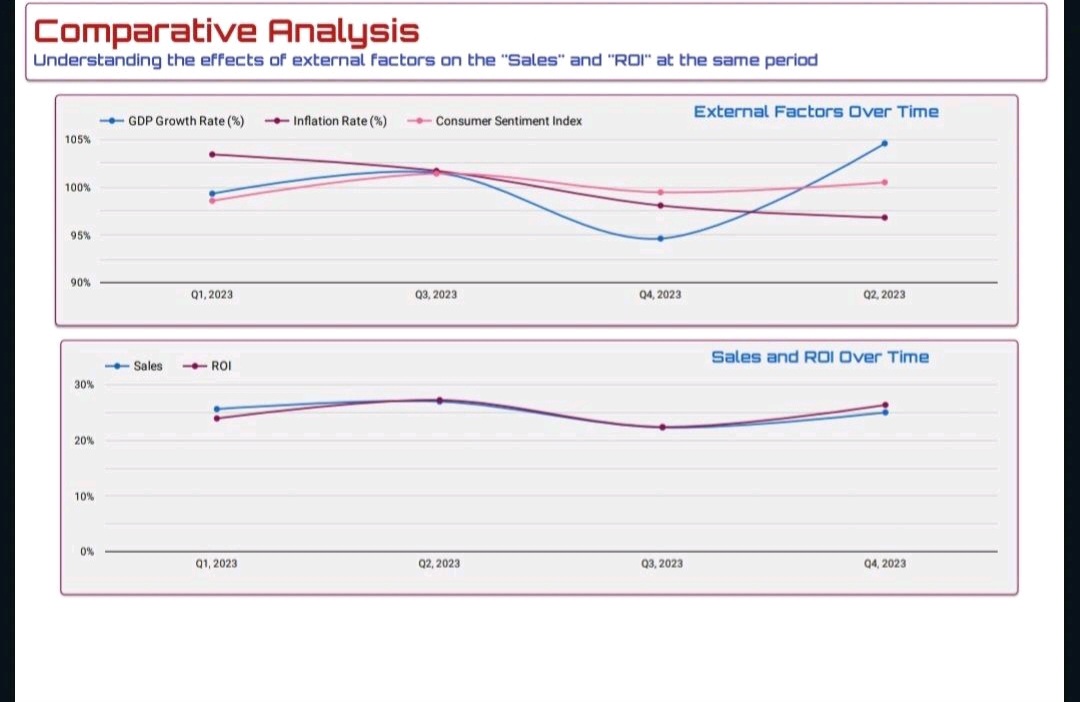 Comparative Analysis
Understanding the effects of external factors on the "Sales" and "ROI" at the same period
External Factors Over Time
GDP Growth Rate (%) Inflation Rate (%) Consumer Sentiment Index
105%
100%
95%
90%
Q1, 2023 Q3, 2023 Q4, 2023 Q2, 2023
Sales and ROI Over Time
Sales ROI
30%
20%
10%
0%
Q1, 2023 Q2, 2023 Q3, 2023 Q4, 2023